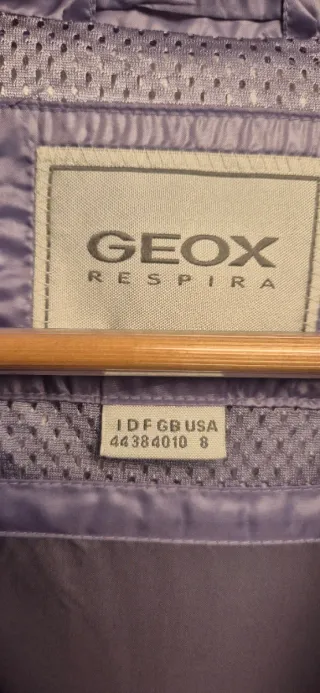 GEOX
RESPIRA
I D F GB USA
44 38 40 10 8